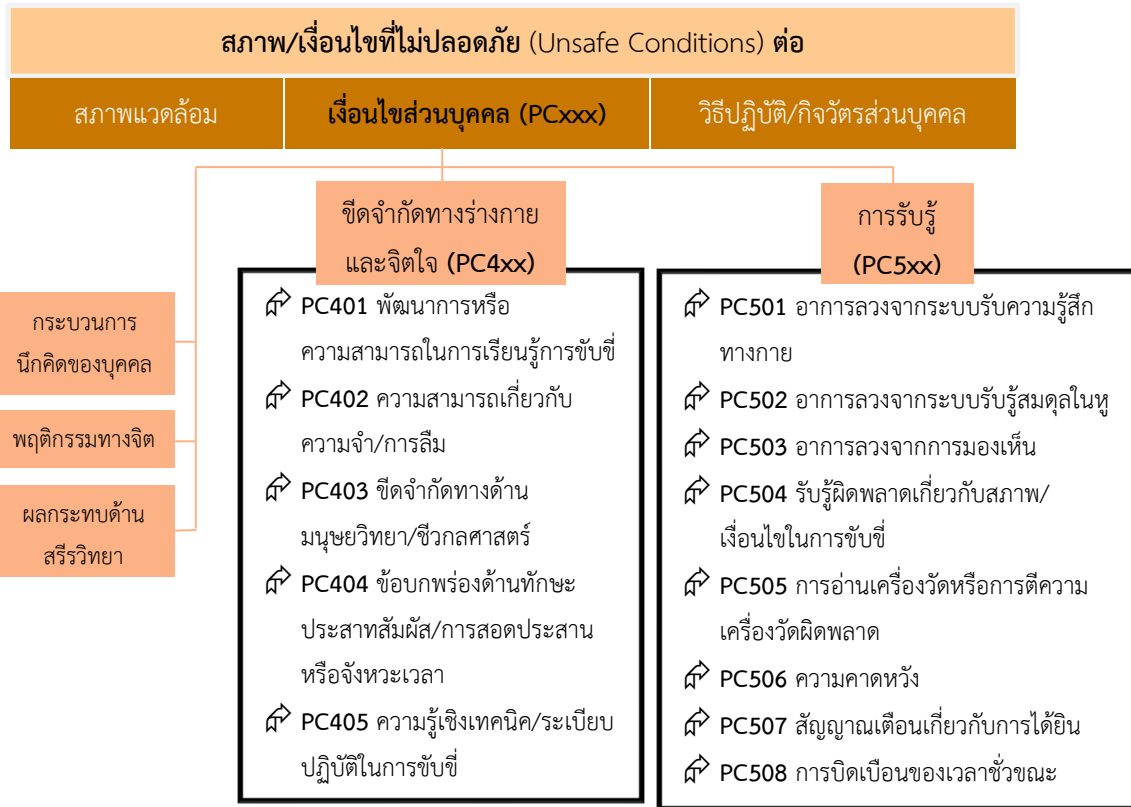 สภาพ/เงื่อนไขที่ไม่ปลอดภัย (Unsafe Conditions) ต่อ
สภาพแวดล้อม
เงื่อนไขส่วนบุคคล (PCxxx)
วิธีปฏิบัติ/กิจวัตรส่วนบุคคล
กระบวนการ
นึกคิดของบุคคล
พฤติกรรมทางจิต
ผลกระทบด้าน
สรีรวิทยา
ขีดจำกัดทางร่างกาย
และจิตใจ (PC4xx)
PC401 พัฒนาการหรือ
ความสามารถในการเรียนรู้การขับขี่
PC402 ความสามารถเกี่ยวกับ
ความจำ/การลืม
PC403 ขีดจำกัดทางด้าน
มนุษยวิทยา/ชีวกลศาสตร์
PC404 ข้อบกพร่องด้านทักษะ
ประสาทสัมผัส/การสอดประสาน
หรือจังหวะเวลา
PC405 ความรู้เชิงเทคนิค/ระเบียบ
ปฏิบัติในการขับขี่
การรับรู้
(PC5xx)
PC501 อาการลวงจากระบบรับความรู้สึก
ทางกาย
PC502 อาการลวงจากระบบรับรู้สมดุลในหู
PC503 อาการลวงจากการมองเห็น
PC504 รับรู้ผิดพลาดเกี่ยวกับสภาพ/
เงื่อนไขในการขับขี่
PC505 การอ่านเครื่องวัดหรือการตีความ
เครื่องวัดผิดพลาด
PC506 ความคาดหวัง
PC507 สัญญาณเตือนเกี่ยวกับการได้ยิน
PC508 การบิดเบือนของเวลาชั่วขณะ